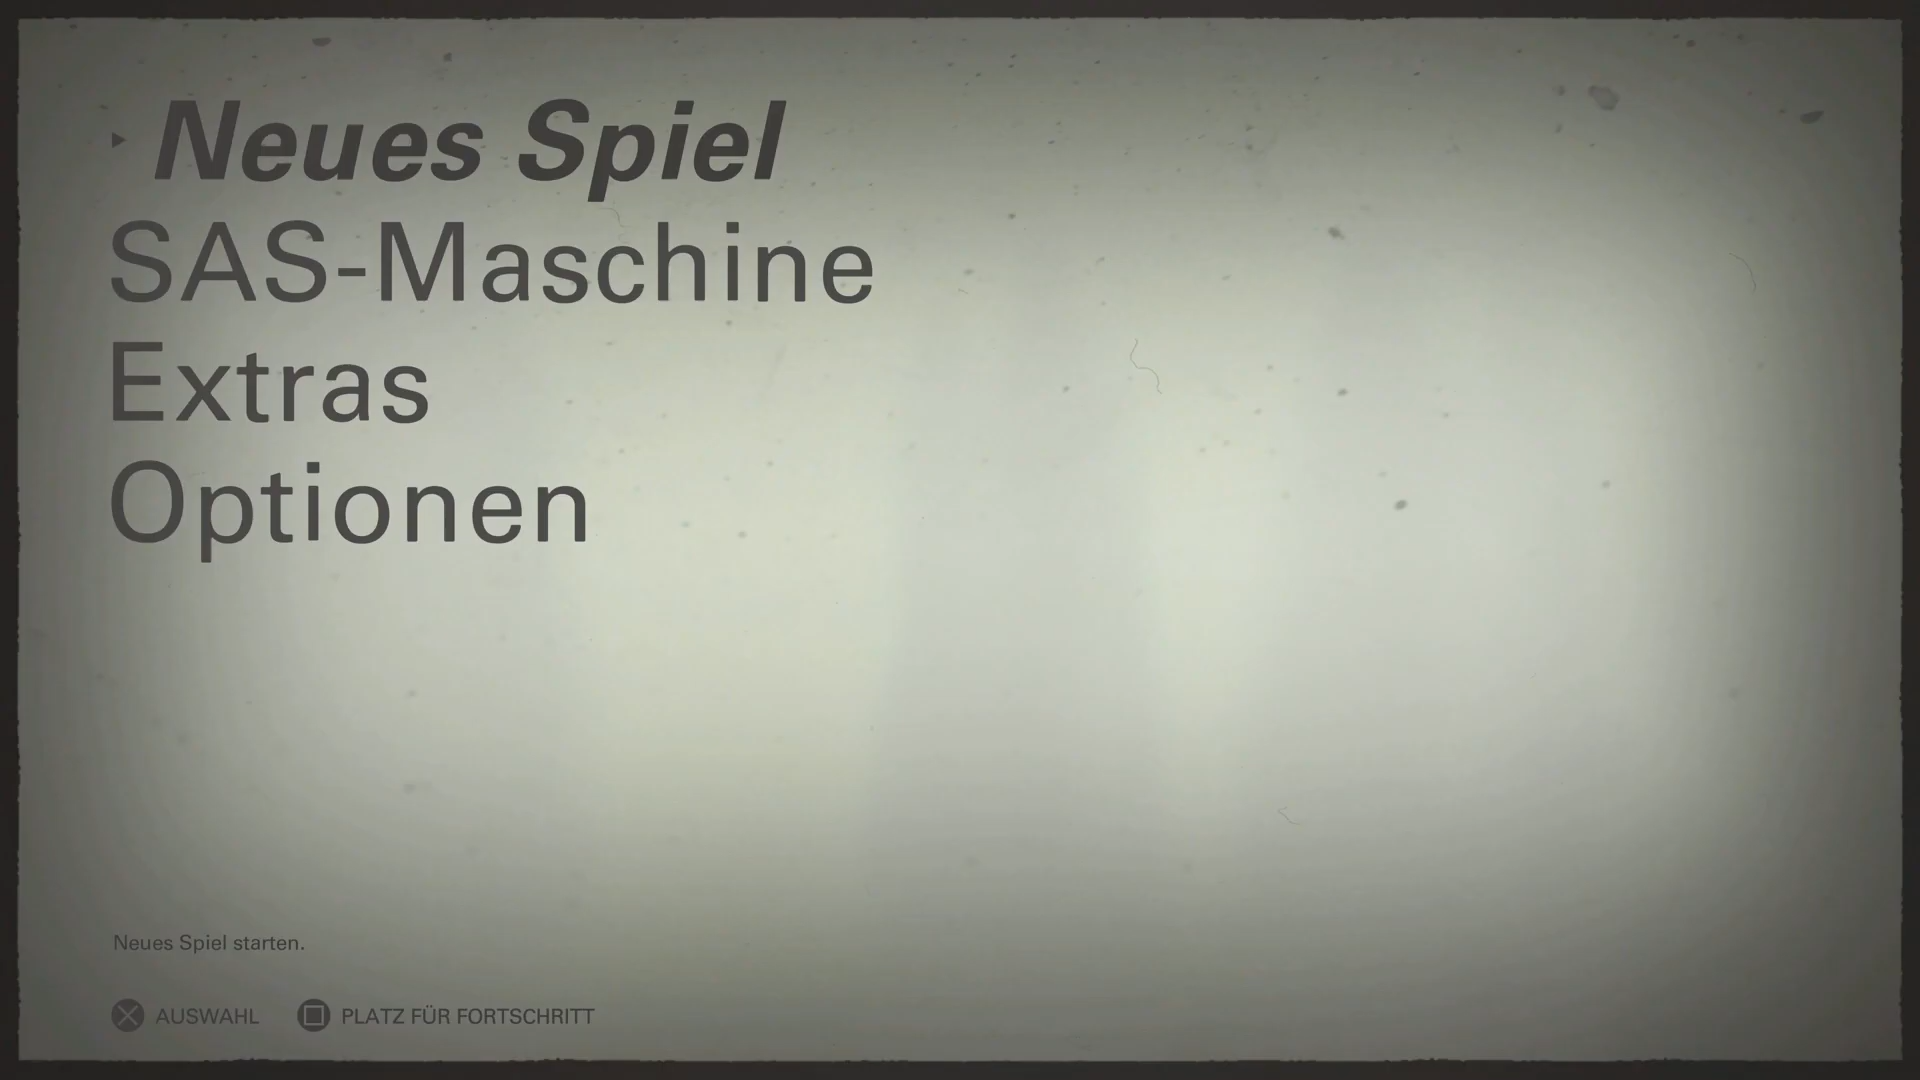 Neues Spiel
SAS-Maschine
Extras
Optionen
Neues Spiel starten.
AUSWAHL PLATZ FÜR FORTSCHRITT